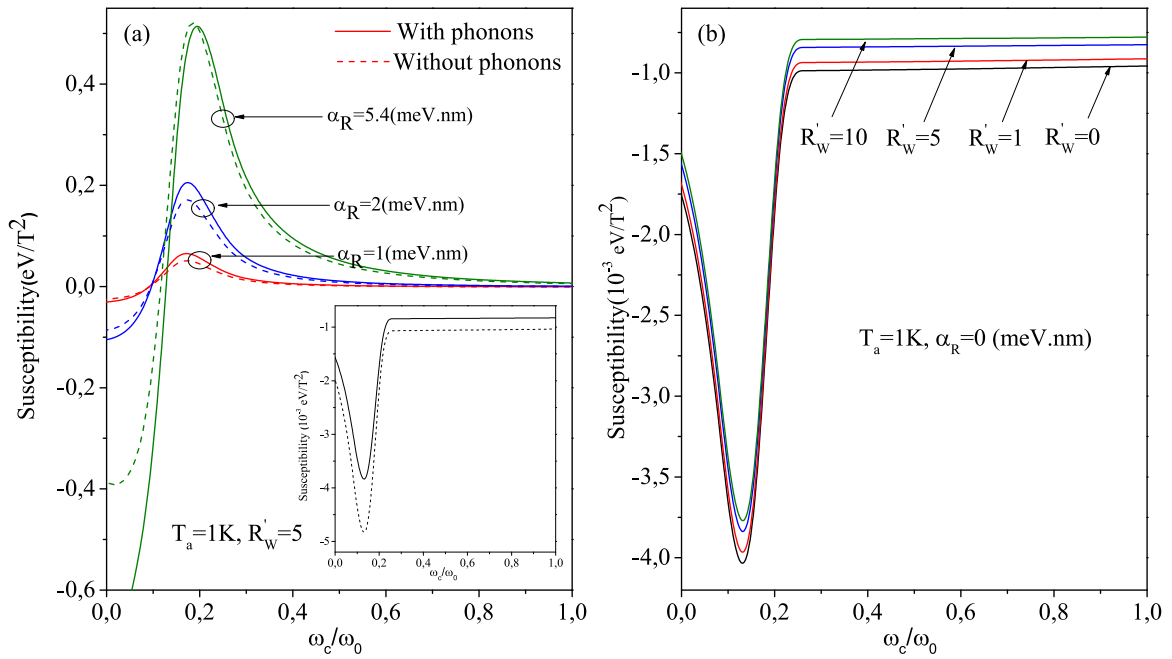 (a)
With phonons
Without phonons
α_R=5.4(meV.nm)
α_R=2(meV.nm)
α_R=1(meV.nm)
T_a=1K, R'_W=5
Susceptibility(eV/T²)
0,4
0,2
0,0
-0,2
-0,4
-0,6
0,0 0,2 0,4 0,6 0,8 1,0
ω_c/ω_0
Susceptibility (10⁻³ eV/T²)
-1
-2
-3
-4
-5
0,0 0,2 0,4 0,6 0,8 1,0
ω_c/ω_0
(b)
R'_W=10 R'_W=5 R'_W=1 R'_W=0
T_a=1K, α_R=0 (meV.nm)
Susceptibility(10⁻³ eV/T²)
-1,0
-1,5
-2,0
-2,5
-3,0
-3,5
-4,0
0,0 0,2 0,4 0,6 0,8 1,0
ω_c/ω_0